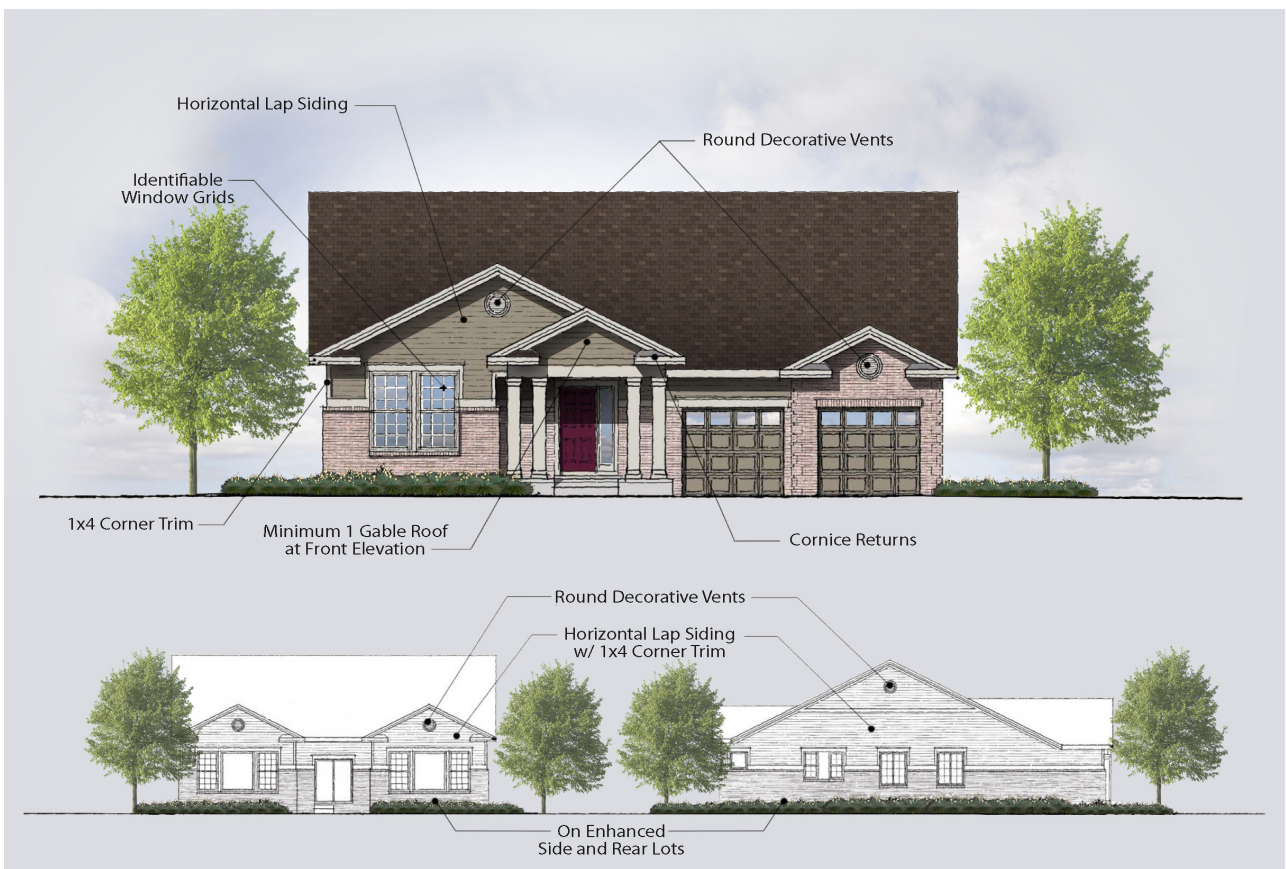 Horizontal Lap Siding
Round Decorative Vents
Identifiable
Window Grids
1x4 Corner Trim
Minimum 1 Gable Roof
at Front Elevation
Cornice Returns
Round Decorative Vents
Horizontal Lap Siding
w/ 1x4 Corner Trim
On Enhanced
Side and Rear Lots